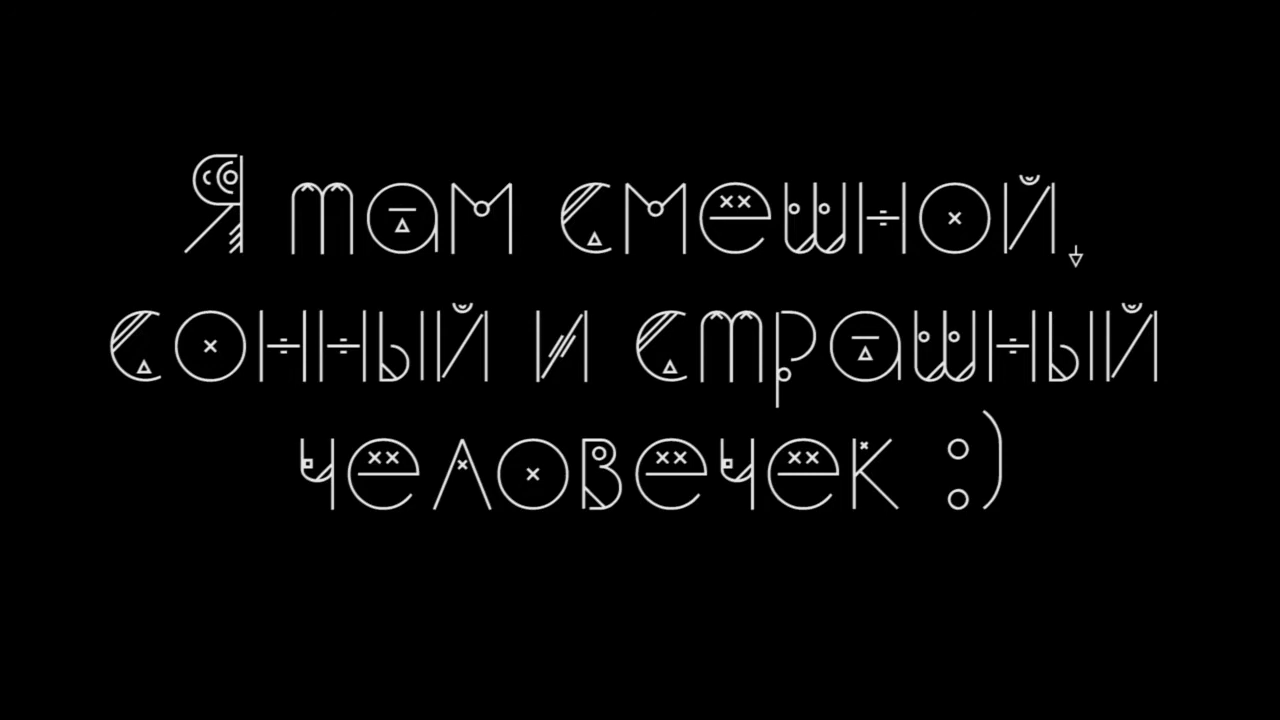 Я там смешной,
сонный и страшный
человечек :)